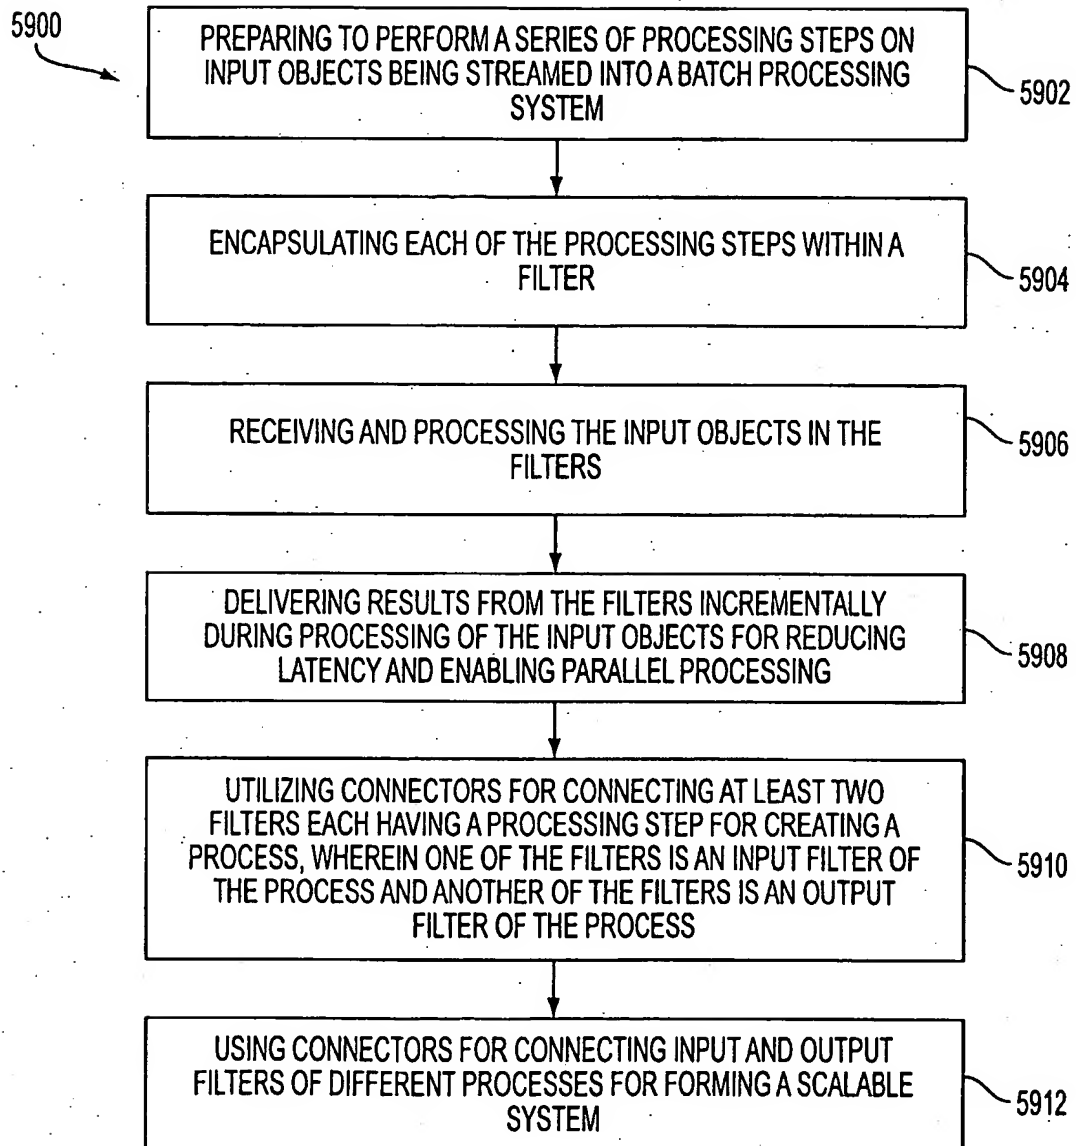 5900
PREPARING TO PERFORM A SERIES OF PROCESSING STEPS ON
INPUT OBJECTS BEING STREAMED INTO A BATCH PROCESSING
SYSTEM
5902
ENCAPSULATING EACH OF THE PROCESSING STEPS WITHIN A
FILTER
5904
RECEIVING AND PROCESSING THE INPUT OBJECTS IN THE
FILTERS
5906
DELIVERING RESULTS FROM THE FILTERS INCREMENTALLY
DURING PROCESSING OF THE INPUT OBJECTS FOR REDUCING
LATENCY AND ENABLING PARALLEL PROCESSING
5908
UTILIZING CONNECTORS FOR CONNECTING AT LEAST TWO
FILTERS EACH HAVING A PROCESSING STEP FOR CREATING A
PROCESS, WHEREIN ONE OF THE FILTERS IS AN INPUT FILTER OF
THE PROCESS AND ANOTHER OF THE FILTERS IS AN OUTPUT
FILTER OF THE PROCESS
5910
USING CONNECTORS FOR CONNECTING INPUT AND OUTPUT
FILTERS OF DIFFERENT PROCESSES FOR FORMING A SCALABLE
SYSTEM
5912